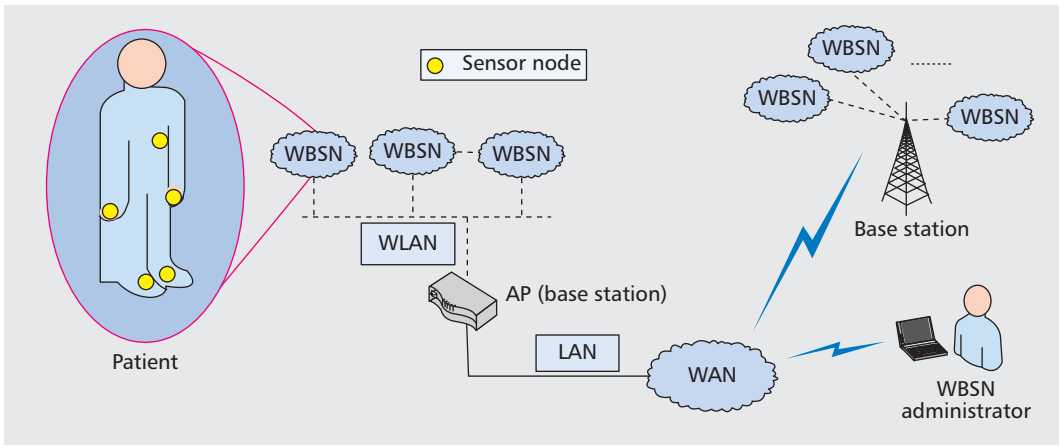 Sensor node
WBSN
WBSN
WBSN
WBSN
WBSN
WBSN
WLAN
AP (base station)
LAN
WAN
Base station
WBSN
administrator
Patient